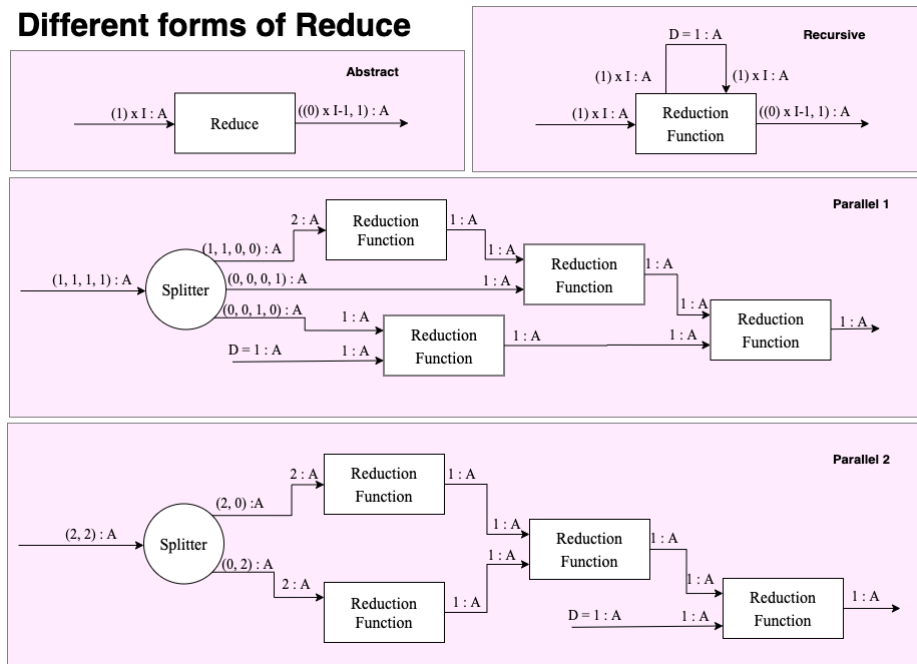 Different forms of Reduce
Abstract
(1) x I : A
Reduce
((0) x I-1, 1) : A
Recursive
D = 1 : A
(1) x I : A
(1) x I : A
(1) x I : A
Reduction
Function
((0) x I-1, 1) : A
Parallel 1
(1, 1, 1, 1) : A
Splitter
(1, 1, 0, 0) : A
2 : A
Reduction
Function
1 : A
1 : A
(0, 0, 0, 1) : A
1 : A
Reduction
Function
1 : A
(0, 0, 1, 0) : A
1 : A
D = 1 : A
1 : A
Reduction
Function
1 : A
1 : A
1 : A
Reduction
Function
1 : A
Parallel 2
(2, 2) : A
Splitter
(2, 0) :A
2 : A
Reduction
Function
1 : A
1 : A
(0, 2) : A
2 : A
Reduction
Function
1 : A
1 : A
Reduction
Function
1 : A
1 : A
D = 1 : A
1 : A
Reduction
Function
1 : A